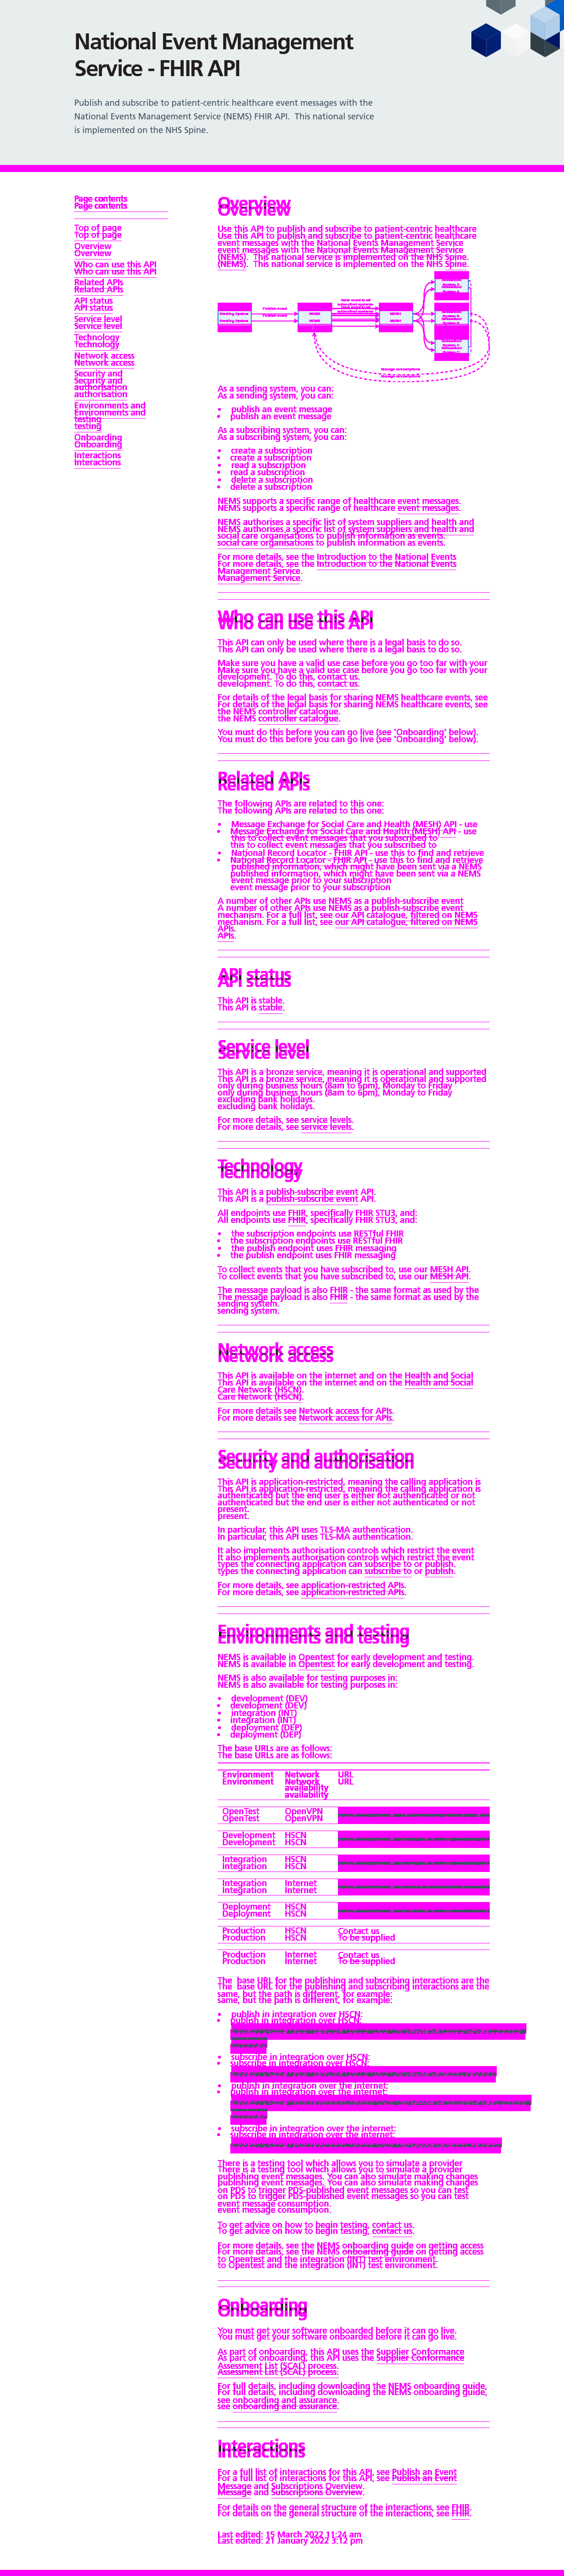 National Event Management
Service - FHIR API
Publish and subscribe to patient-centric healthcare event messages with the
National Events Management Service (NEMS) FHIR API.  This national service
is implemented on the NHS Spine.
Page contents
Top of page
Overview
Who can use this API
Related APIs
API status
Service level
Technology
Network access
Security and
authorisation
Environments and
testing
Onboarding
Interactions
Overview
Use this API to publish and subscribe to patient-centric healthcare
event messages with the National Events Management Service
(NEMS).  This national service is implemented on the NHS Spine.
As a sending system, you can:
• publish an event message
As a subscribing system, you can:
• create a subscription
• read a subscription
• delete a subscription
NEMS supports a specific range of healthcare event messages.
NEMS authorises a specific list of system suppliers and health and
social care organisations to publish information as events.
For more details, see the Introduction to the National Events
Management Service.
Who can use this API
This API can only be used where there is a legal basis to do so.
Make sure you have a valid use case before you go too far with your
development. To do this, contact us.
For details of the legal basis for sharing NEMS healthcare events, see
the NEMS controller catalogue.
You must do this before you can go live (see 'Onboarding' below).
Related APIs
The following APIs are related to this one:
• Message Exchange for Social Care and Health (MESH) API - use
this to collect event messages that you subscribed to
• National Record Locator - FHIR API - use this to find and retrieve
published information, which might have been sent via a NEMS
event message prior to your subscription
A number of other APIs use NEMS as a publish-subscribe event
mechanism. For a full list, see our API catalogue, filtered on NEMS
APIs.
API status
This API is stable.
Service level
This API is a bronze service, meaning it is operational and supported
only during business hours (8am to 6pm), Monday to Friday
excluding bank holidays.
For more details, see service levels.
Technology
This API is a publish-subscribe event API.
All endpoints use FHIR, specifically FHIR STU3, and:
• the subscription endpoints use RESTful FHIR
• the publish endpoint uses FHIR messaging
To collect events that you have subscribed to, use our MESH API.
The message payload is also FHIR - the same format as used by the
sending system.
Network access
This API is available on the internet and on the Health and Social
Care Network (HSCN).
For more details see Network access for APIs.
Security and authorisation
This API is application-restricted, meaning the calling application is
authenticated but the end user is either not authenticated or not
present.
In particular, this API uses TLS-MA authentication.
It also implements authorisation controls which restrict the event
types the connecting application can subscribe to or publish.
For more details, see application-restricted APIs.
Environments and testing
NEMS is available in Opentest for early development and testing.
NEMS is also available for testing purposes in:
• development (DEV)
• integration (INT)
• deployment (DEP)
The base URLs are as follows:
Environment Network availability URL
OpenTest OpenVPN
Development HSCN
Integration HSCN
Integration Internet
Deployment HSCN
Production HSCN Contact us
To be supplied
Production Internet Contact us
To be supplied
The  base URL for the publishing and subscribing interactions are the
same, but the path is different, for example:
• publish in integration over HSCN:
• subscribe in integration over HSCN:
• publish in integration over the internet:
• subscribe in integration over the internet:
There is a testing tool which allows you to simulate a provider
publishing event messages. You can also simulate making changes
on PDS to trigger PDS-published event messages so you can test
event message consumption.
To get advice on how to begin testing, contact us.
For more details, see the NEMS onboarding guide on getting access
to Opentest and the integration (INT) test environment.
Onboarding
You must get your software onboarded before it can go live.
As part of onboarding, this API uses the Supplier Conformance
Assessment List (SCAL) process.
For full details, including downloading the NEMS onboarding guide,
see onboarding and assurance.
Interactions
For a full list of interactions for this API, see Publish an Event
Message and Subscriptions Overview.
For details on the general structure of the interactions, see FHIR.
Last edited: 15 March 2022 11:24 am
Last edited: 21 January 2022 3:12 pm